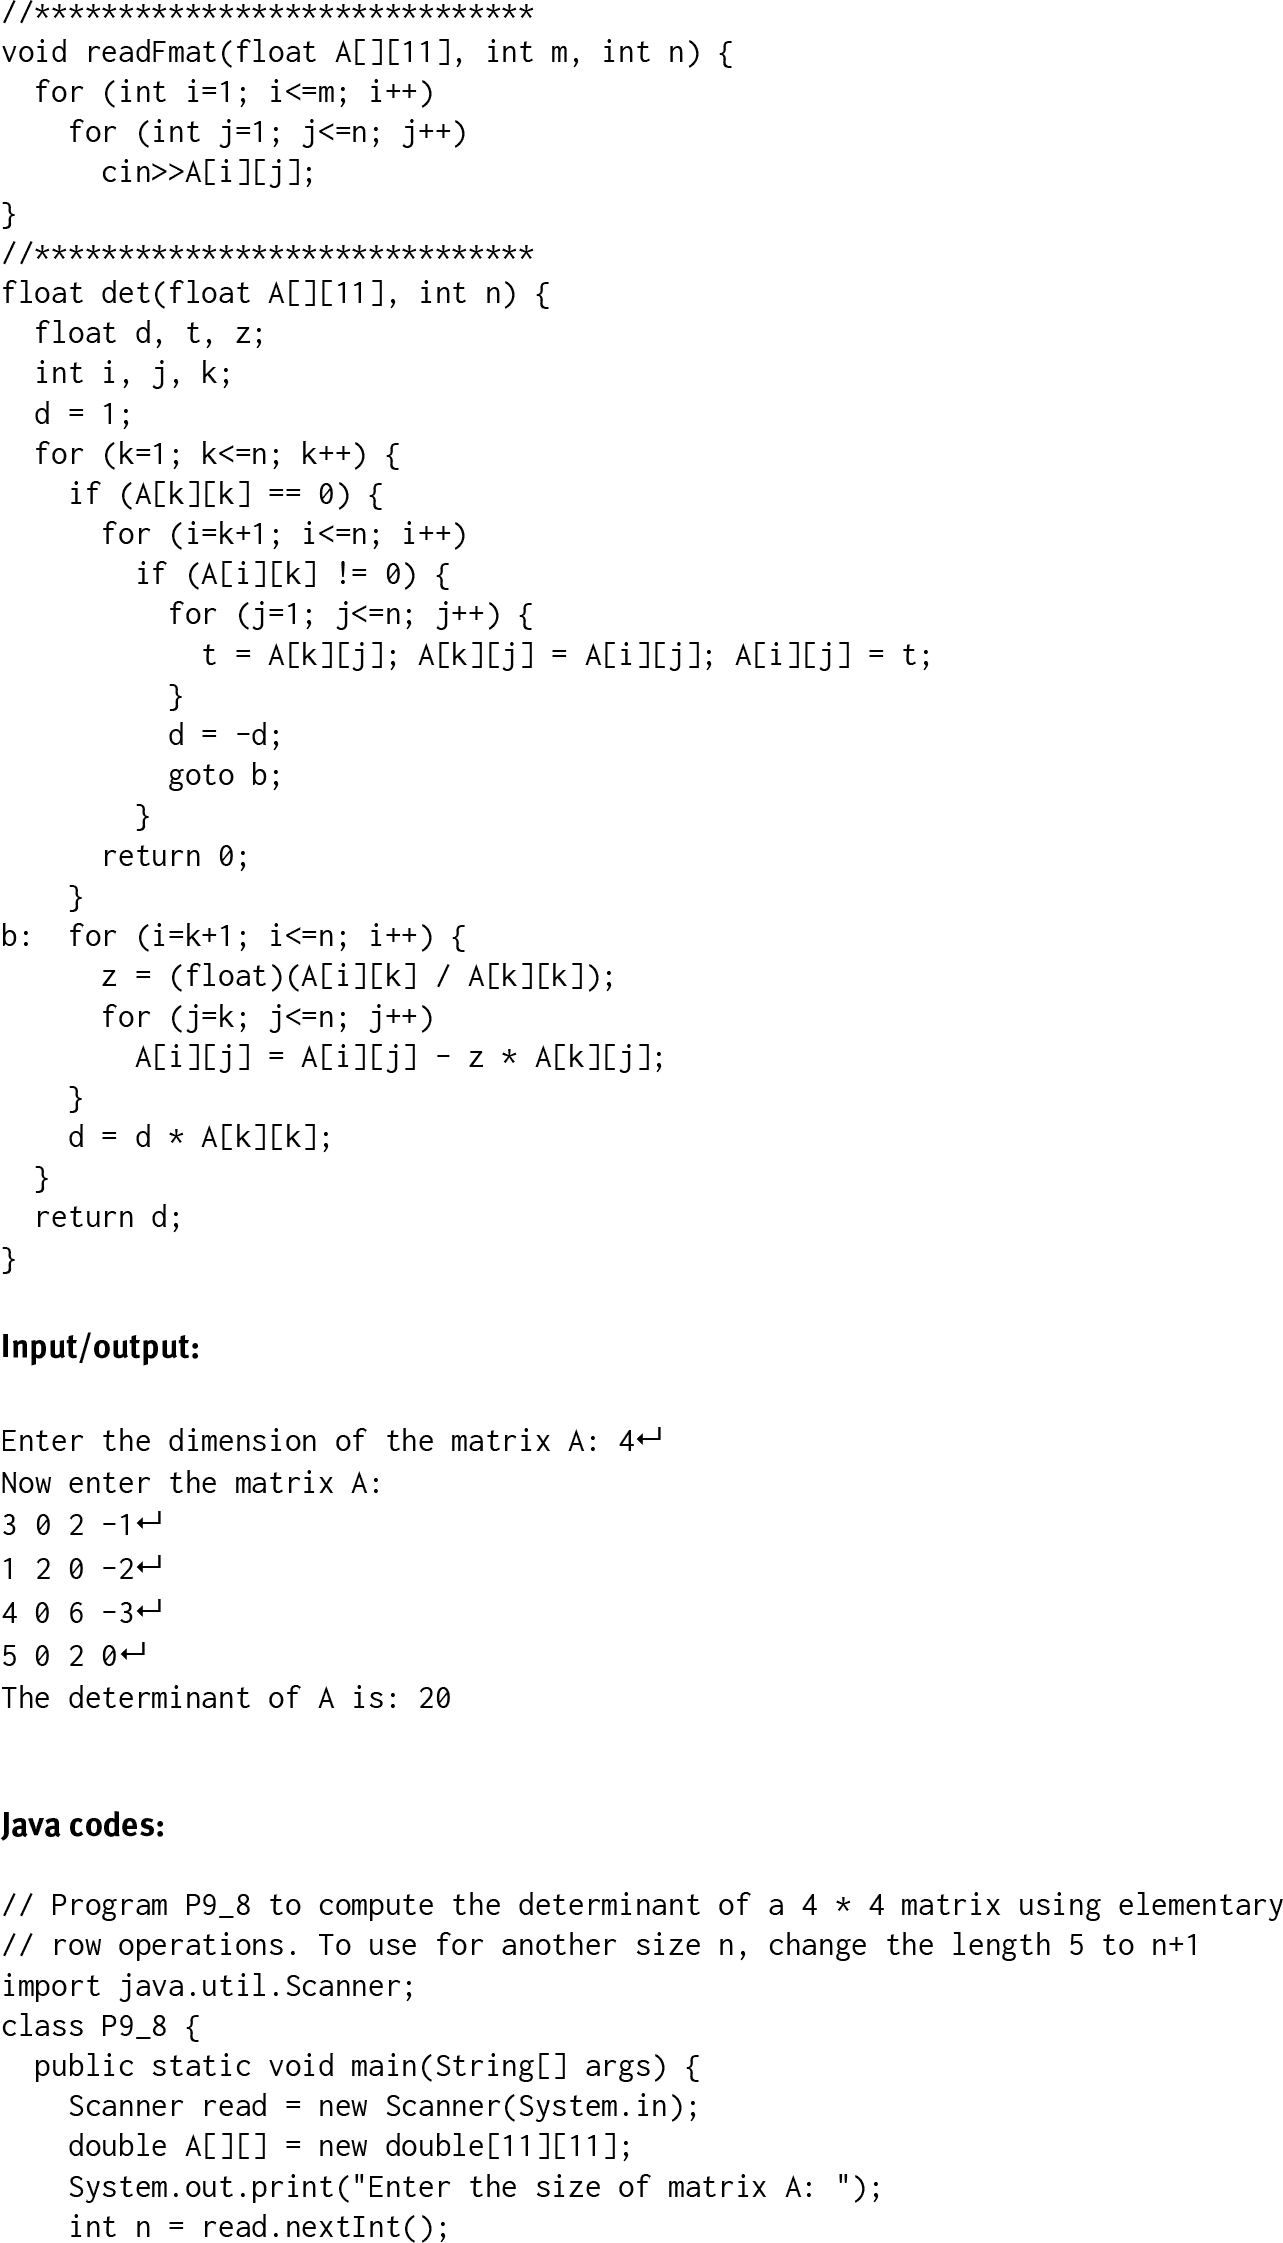 //******************************
void readFmat(float A[][11], int m, int n) {
  for (int i=1; i<=m; i++)
    for (int j=1; j<=n; j++)
      cin>>A[i][j];
}
//******************************
float det(float A[][11], int n) {
  float d, t, z;
  int i, j, k;
  d = 1;
  for (k=1; k<=n; k++) {
    if (A[k][k] == 0) {
      for (i=k+1; i<=n; i++)
        if (A[i][k] != 0) {
          for (j=1; j<=n; j++) {
            t = A[k][j]; A[k][j] = A[i][j]; A[i][j] = t;
          }
          d = -d;
          goto b;
        }
      return 0;
    }
b:  for (i=k+1; i<=n; i++) {
      z = (float)(A[i][k] / A[k][k]);
      for (j=k; j<=n; j++)
        A[i][j] = A[i][j] - z * A[k][j];
    }
    d = d * A[k][k];
  }
  return d;
}
Input/output:
Enter the dimension of the matrix A: 4↵
Now enter the matrix A:
3 0 2 -1↵
1 2 0 -2↵
4 0 6 -3↵
5 0 2 0↵
The determinant of A is: 20
Java codes:
// Program P9_8 to compute the determinant of a 4 * 4 matrix using elementary
// row operations. To use for another size n, change the length 5 to n+1
import java.util.Scanner;
class P9_8 {
  public static void main(String[] args) {
    Scanner read = new Scanner(System.in);
    double A[][] = new double[11][11];
    System.out.print("Enter the size of matrix A: ");
    int n = read.nextInt();